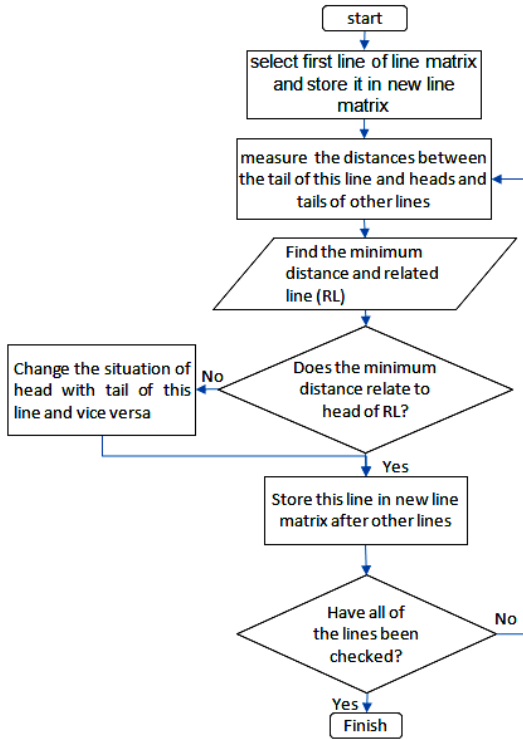 start
select first line of line matrix
and store it in new line
matrix
measure the distances between
the tail of this line and heads and
tails of other lines
Find the minimum
distance and related
line (RL)
Does the minimum
distance relate to
head of RL?
No
Change the situation of
head with tail of this
line and vice versa
Yes
Store this line in new line
matrix after other lines
Have all of
the lines been
checked?
No
Yes
Finish